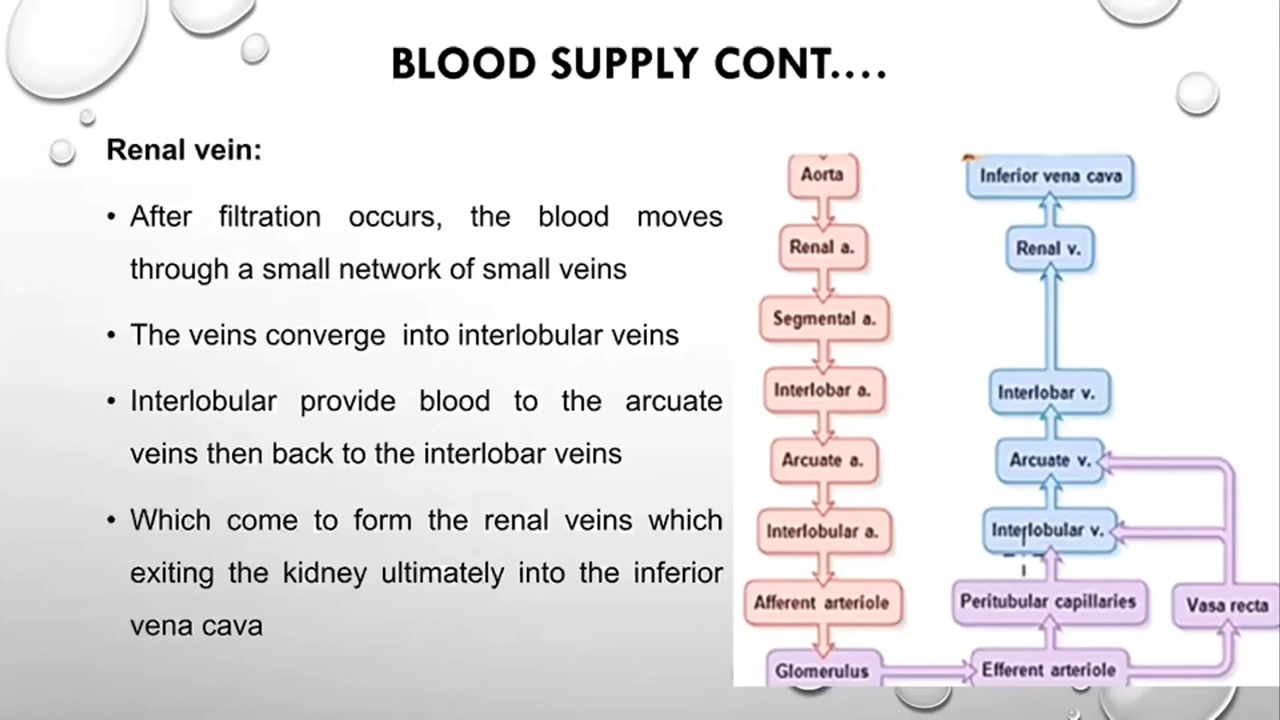 BLOOD SUPPLY CONT....
Renal vein:
• After filtration occurs, the blood moves
through a small network of small veins
• The veins converge into interlobular veins
• Interlobular provide blood to the arcuate
veins then back to the interlobar veins
• Which come to form the renal veins which
exiting the kidney ultimately into the inferior
vena cava
Aorta
Renal a.
Segmental a.
Interlobar a.
Arcuate a.
Interlobular a.
Afferent arteriole
Glomerulus
Inferior vena cava
Renal v.
Interlobar v.
Arcuate v.
Interlobular v.
Peritubular capillaries
Vasa recta
Efferent arteriole